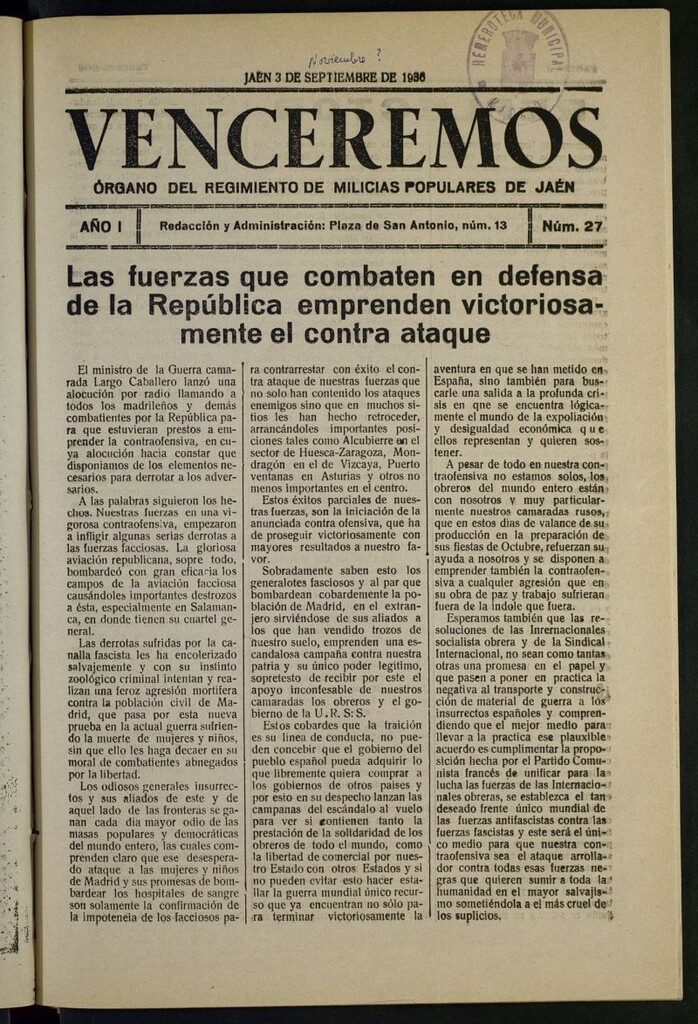 Noviembre ?
JAÉN 3 DE SEPTIEMBRE DE 1936
HEMEROTECA MUNICIPAL
VENCEREMOS
ÓRGANO DEL REGIMIENTO DE MILICIAS POPULARES DE JAÉN
AÑO I
Redacción y Administración: Plaza de San Antonio, núm. 13
Núm. 27
Las fuerzas que combaten en defensa
de la República emprenden victoriosa-
mente el contra ataque
El ministro de la Guerra cama-
rada Largo Caballero lanzó una
alocución por radio llamando a
todos los madrileños y demás
combatientes por la República pa-
ra que estuvieran prestos a em-
prender la contraofensiva, en cu-
ya alocución hacia constar que
disponiamos de los elementos ne-
cesarios para derrotar a los adver-
sarios.
A las palabras siguieron los he-
chos. Nuestras fuerzas en una vi-
gorosa contraofensiva, empezaron
a infligir algunas serias derrotas a
las fuerzas facciosas. La gloriosa
aviación republicana, sopre todo,
bombardeó con gran eficacia los
campos de la aviación facciosa
causándoles importantes destrozos
a ésta, especialmente en Salaman-
ca, en donde tienen su cuartel ge-
neral.
Las derrotas sufridas por la ca-
nalla fascista les ha encolerizado
salvajemente y con su instinto
zoológico criminal intentan y rea-
lizan una feroz agresión mortifera
contra la población civil de Ma-
drid, que pasa por esta nueva
prueba en la actual guerra sufrien-
do la muerte de mujeres y niños,
sin que ello les haga decaer en su
moral de combatientes abnegados
por la libertad.
Los odiosos generales insurrec-
tos y sus aliados de este y de
aquel lado de las fronteras se ga-
nan cada dia mayor odio de las
masas populares y democráticas
del mundo entero, las cuales com-
prenden claro que ese desespera-
do ataque a las mujeres y niños
de Madrid y sus promesas de bom-
bardear los hospitales de sangre
son solamente la confirmación de
la impotencia de los facciosos pa-
ra contrarrestar con éxito el con-
tra ataque de nuestras fuerzas que
no solo han contenido los ataques
enemigos sino que en muchos si-
tios les han hecho retroceder,
arrancándoles importantes posi-
ciones tales como Alcubierre en el
sector de Huesca-Zaragoza, Mon-
dragón en el de Vizcaya, Puerto
ventanas en Asturias y otros no
menos importantes en el centro.
Estos éxitos parciales de nues-
tras fuerzas, son la iniciación de la
anunciada contra ofensiva, que ha
de proseguir victoriosamente con
mayores resultados a nuestro fa-
vor.
Sobradamente saben esto los
generalotes fasciosos y al par que
bombardean cobardemente la po-
blación de Madrid, en el extran-
jero sirviéndose de sus aliados a
los que han vendido trozos de
nuestro suelo, emprenden una es-
candalosa campaña contra nuestra
patria y su único poder legitimo,
sopretesto de recibir por este el
apoyo inconfesable de nuestros
camaradas los obreros y el go-
bierno de la U. R. S. S.
Estos cobardes que la traición
es su linea de conducta, no pue-
den concebir que el gobierno del
pueblo español pueda adquirir lo
que libremente quiera comprar a
los gobiernos de otros paises y
por esto en su despecho lanzan las
campanas del escándalo al vuelo
para ver si contienen tanto la
prestación de la solidaridad de los
obreros de todo el mundo, como
la libertad de comercial por nues-
tro Estado con otros Estados y si
no pueden evitar esto hacer esta-
llar la guerra mundial único recur-
so que ya encuentran no sólo pa-
ra terminar victoriosamente la
aventura en que se han metido en
España, sino también para bus-
carle una salida a la profunda cri-
sis en que se encuentra lógica-
mente el mundo de la expoliación
y desigualdad económica que
ellos representan y quieren sos-
tener.
A pesar de todo en nuestra con-
traofensiva no estamos solos, los
obreros del mundo entero están
con nosotros y muy particular-
mente nuestros camaradas rusos,
que en estos dias de valance de su
producción en la preparación de
sus fiestas de Octubre, refuerzan su
ayuda a nosotros y se disponen a
emprender también la contraofen-
siva a cualquier agresión que en
su obra de paz y trabajo sufrieran
fuera de la indole que fuera.
Esperamos también que las re-
soluciones de las Internacionales
socialista obrera y de la Sindical
Internacional, no sean como tantas
otras una promesa en el papel y
que pasen a poner en practica la
negativa al transporte y construc-
ción de material de guerra a los
insurrectos españoles y compren-
diendo que el mejor medio para
llevar a la practica ese plauxible
acuerdo es cumplimentar la propo-
sición hecha por el Partido Comu-
nista francés de unificar para la
lucha las fuerzas de las Internacio-
nales obreras, se establezca el tan
deseado frente único mundial de
las fuerzas antifascistas contra las
fuerzas fascistas y este será el úni-
co medio para que nuestra con-
traofensiva sea el ataque arrolla-
dor contra todas esas fuerzas ne-
gras que quieren sumir a toda la
humanidad en el mayor salvajis-
mo sometiéndola a el más cruel de
los suplicios.